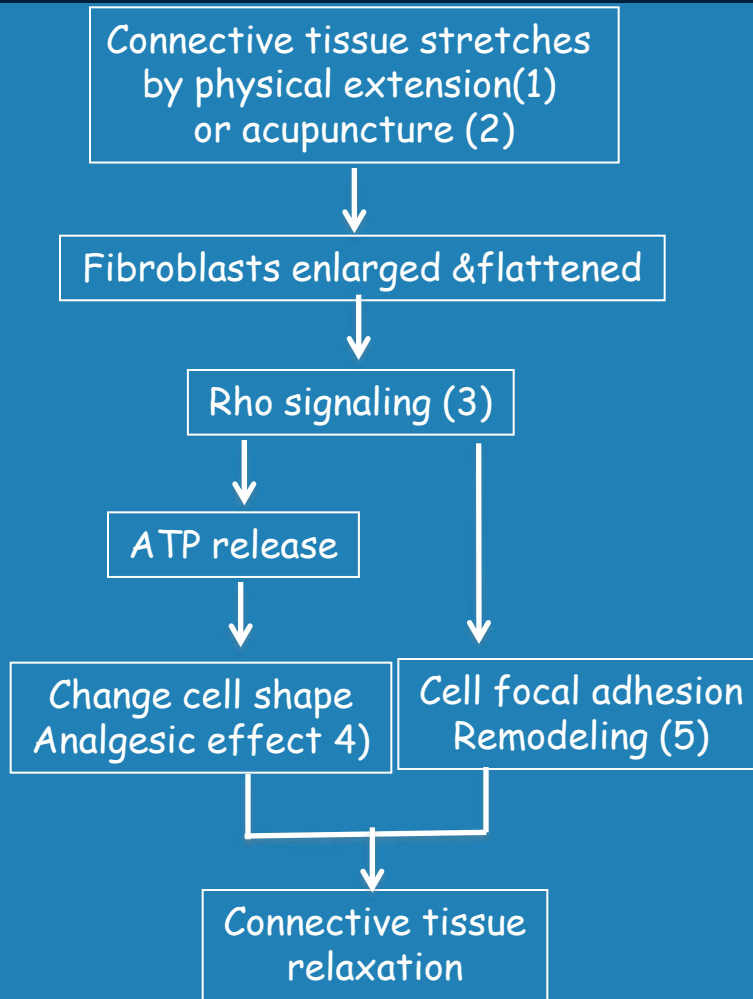 Connective tissue stretches
by physical extension(1)
or acupuncture (2)
Fibroblasts enlarged &flattened
Rho signaling (3)
ATP release
Change cell shape
Analgesic effect 4)
Cell focal adhesion
Remodeling (5)
Connective tissue
relaxation